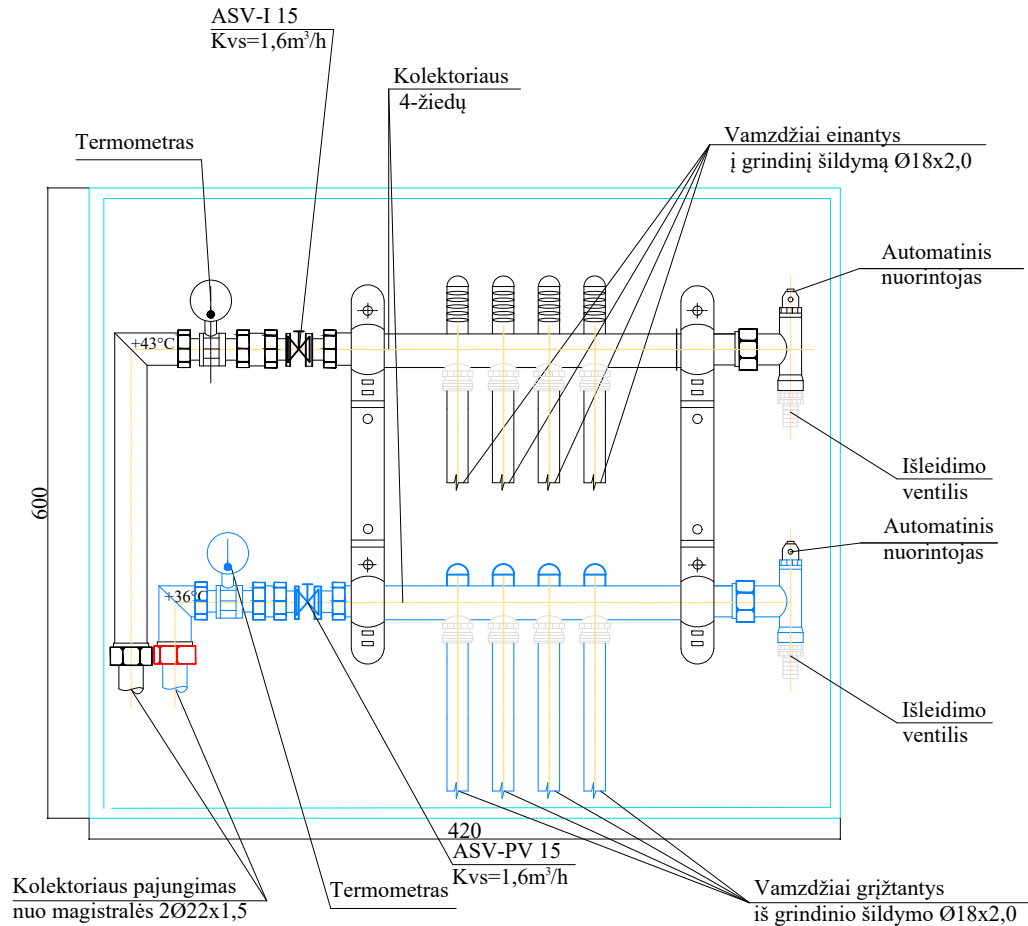 ASV-I 15
Kvs=1,6m³/h
Kolektoriaus
4-žiedų
Termometras
Vamzdžiai einantys
į grindinį šildymą Ø18x2,0
Automatinis
nuorintojas
+43°C
Išleidimo
ventilis
600
Automatinis
nuorintojas
+36°C
Išleidimo
ventilis
420
ASV-PV 15
Kvs=1,6m³/h
Kolektoriaus pajungimas
nuo magistralės 2Ø22x1,5
Termometras
Vamzdžiai grįžtantys
iš grindinio šildymo Ø18x2,0